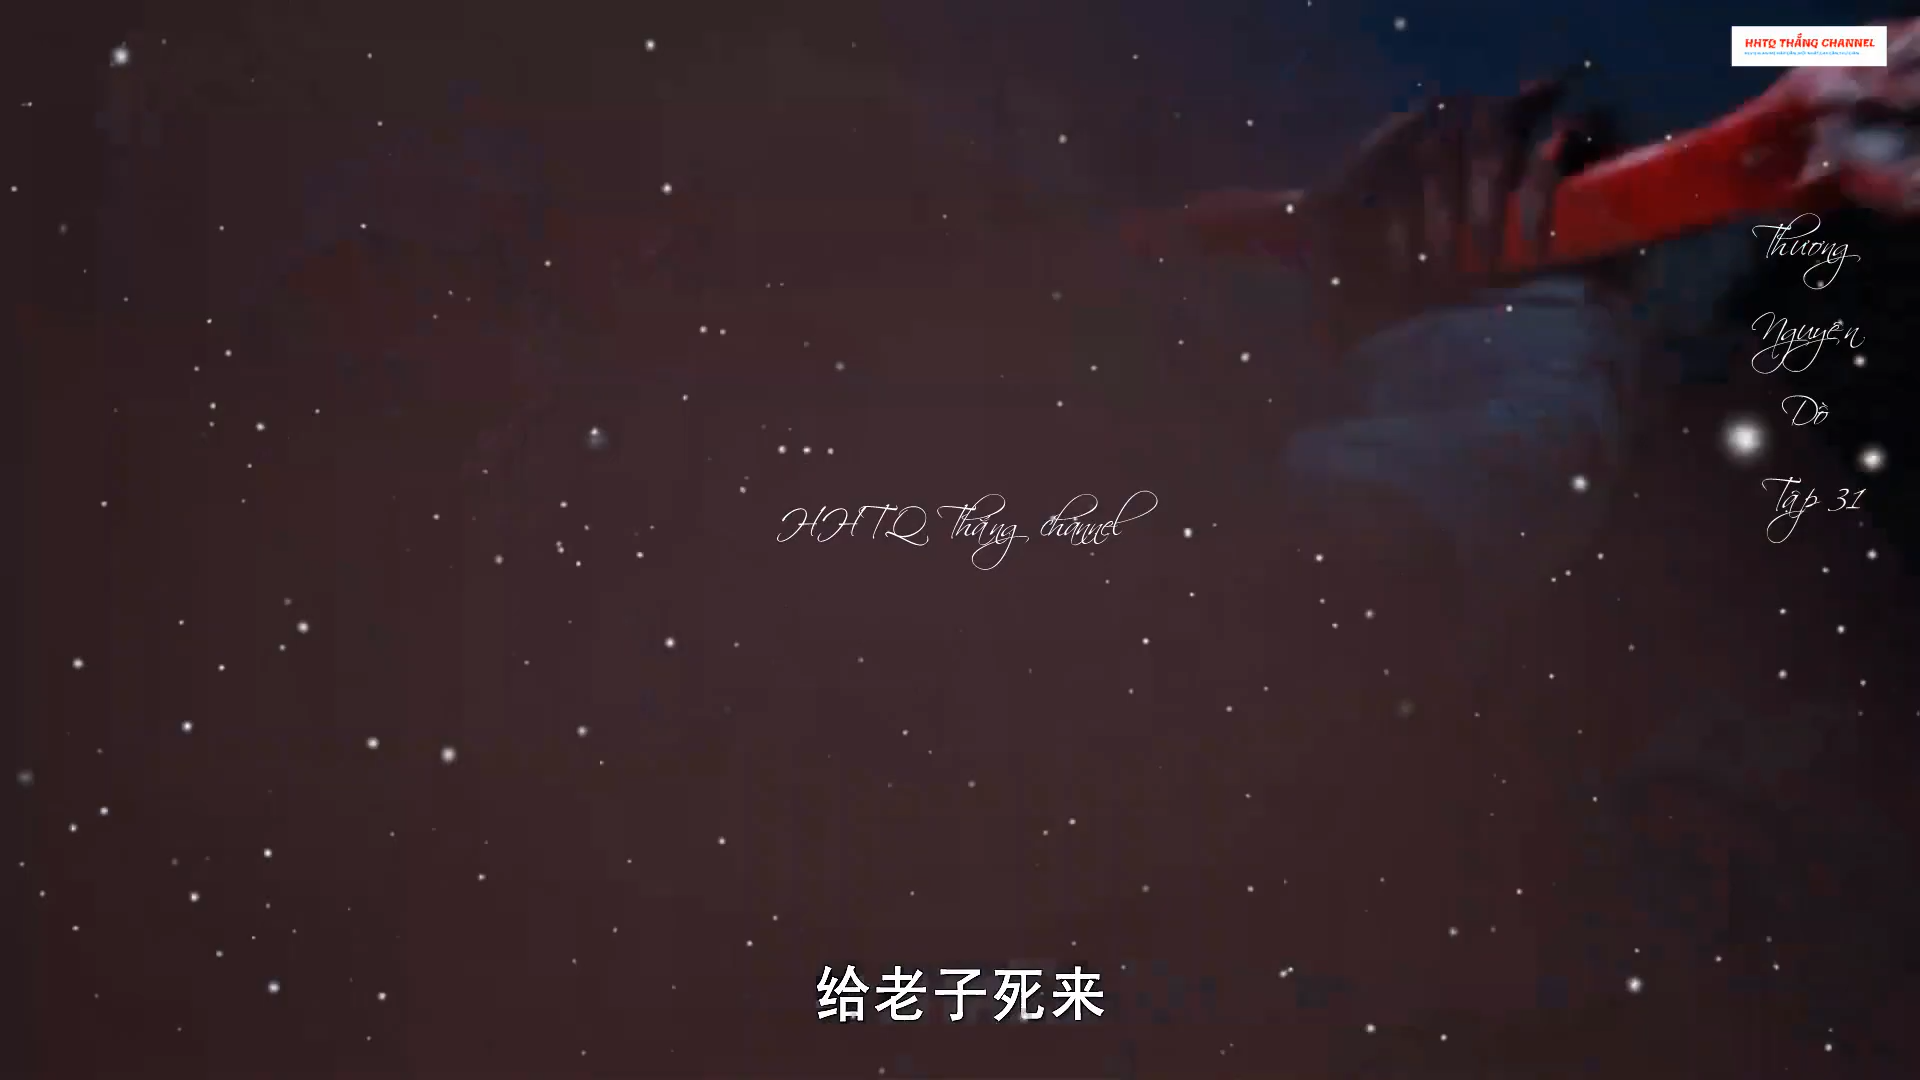 HHTQ THẮNG CHANNEL
Thương
Nguyên
Đồ
Tập 31
HHTQ Thắng channel
给老子死来